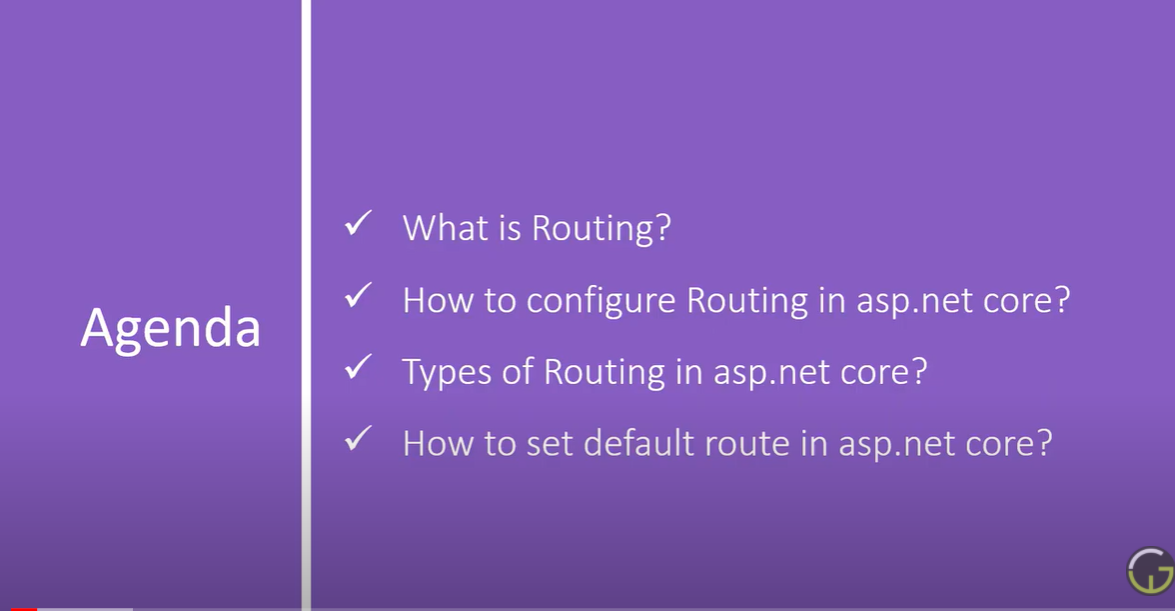 Agenda
What is Routing?
How to configure Routing in asp.net core?
Types of Routing in asp.net core?
How to set default route in asp.net core?